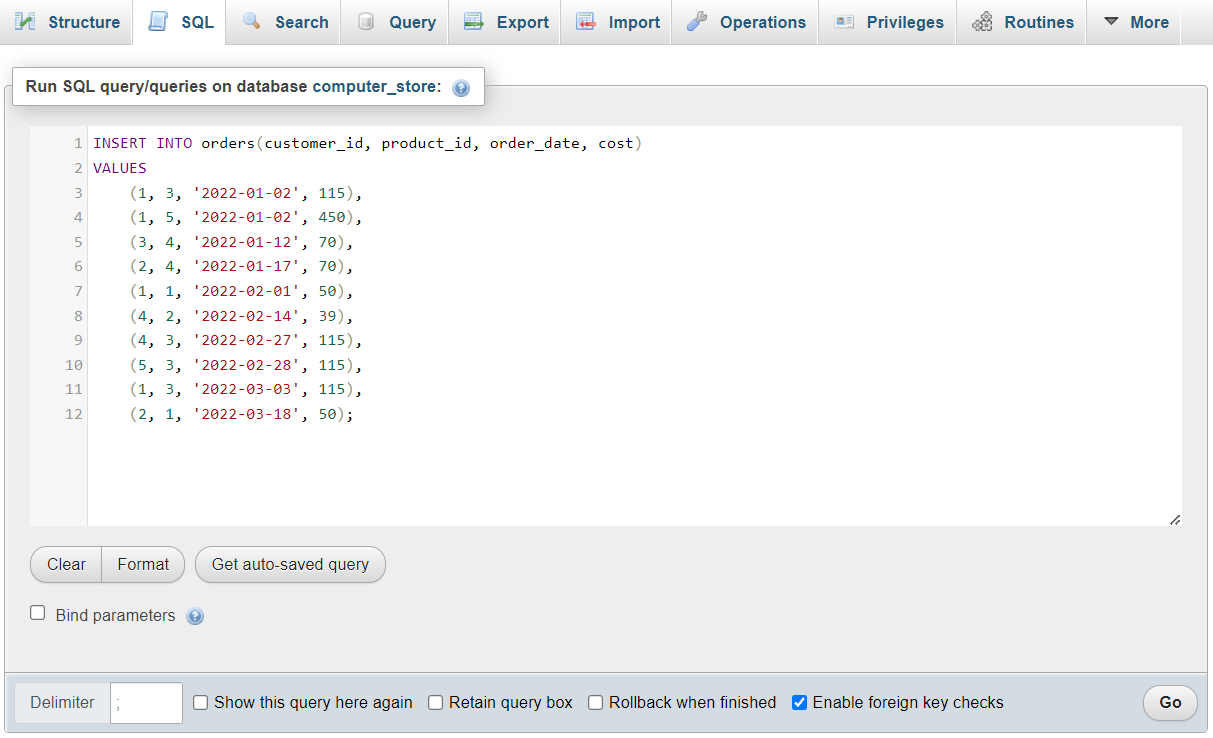 Structure SQL Search Query Export Import Operations Privileges Routines More
Run SQL query/queries on database computer_store:
1 INSERT INTO orders(customer_id, product_id, order_date, cost)
2 VALUES
3 (1, 3, '2022-01-02', 115),
4 (1, 5, '2022-01-02', 450),
5 (3, 4, '2022-01-12', 70),
6 (2, 4, '2022-01-17', 70),
7 (1, 1, '2022-02-01', 50),
8 (4, 2, '2022-02-14', 39),
9 (4, 3, '2022-02-27', 115),
10 (5, 3, '2022-02-28', 115),
11 (1, 3, '2022-03-03', 115),
12 (2, 1, '2022-03-18', 50);
Clear Format Get auto-saved query
Bind parameters
Delimiter ; Show this query here again Retain query box Rollback when finished Enable foreign key checks Go